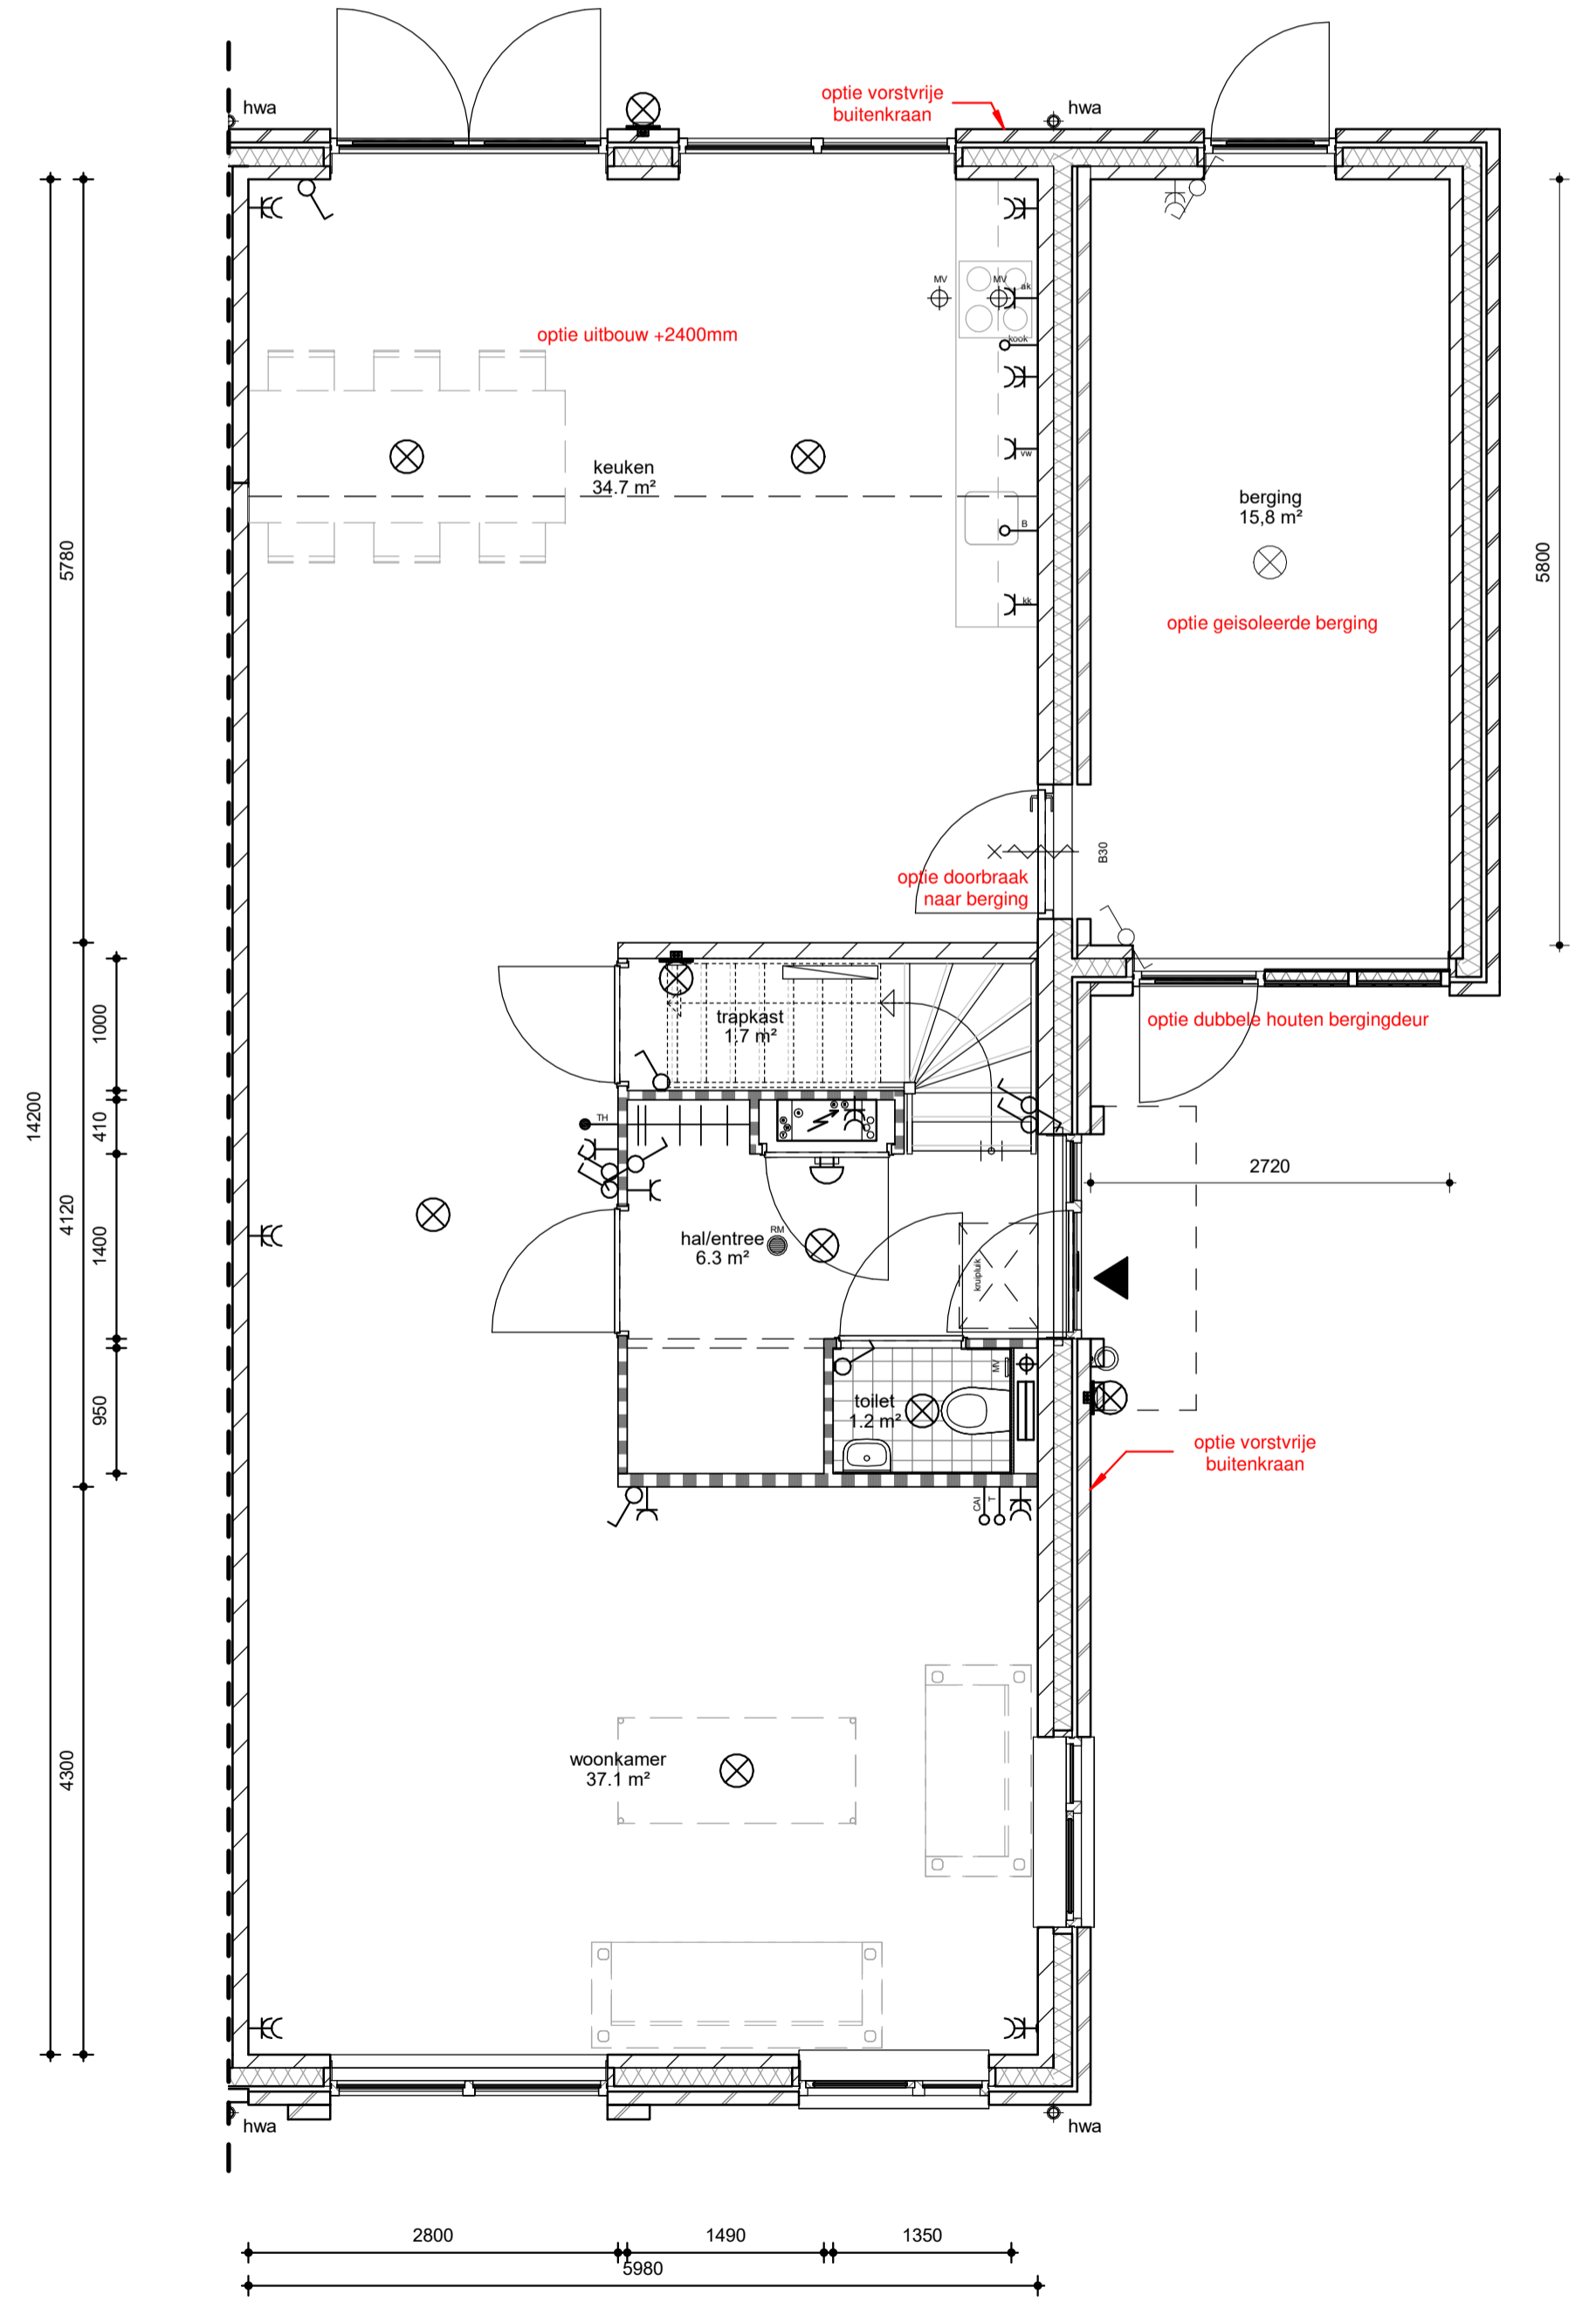 hwa
optie vorstvrije
buitenkraan
hwa
MV
MV
ak
optie uitbouw +2400mm
kook
vw
keuken
34.7 m²
berging
15,8 m²
B
5780
5800
kk
optie geisoleerde berging
B30
optie doorbraak
naar berging
trapkast
1.7 m²
optie dubbele houten bergingdeur
1000
14200
410
TH
2720
4120
1400
hal/entree
6.3 m²
RM
kruipluik
MV
950
toilet
1.2 m²
optie vorstvrije
buitenkraan
CAI
T
4300
woonkamer
37.1 m²
hwa
hwa
2800
1490
1350
5980